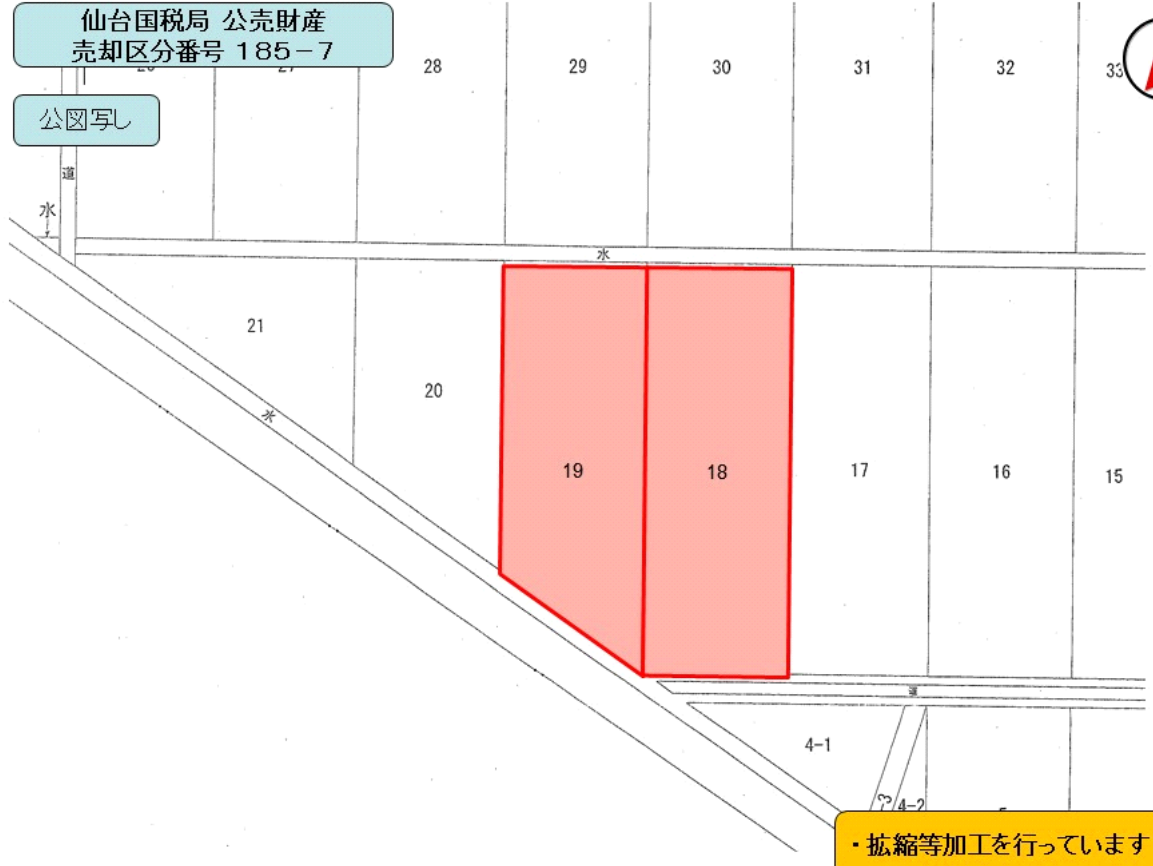 仙台国税局 公売財産
売却区分番号 185-7
公図写し
28
29
30
31
32
33
道
水
水
21
20
19
18
17
16
15
水
道
4-1
4-2
・拡縮等加工を行っています